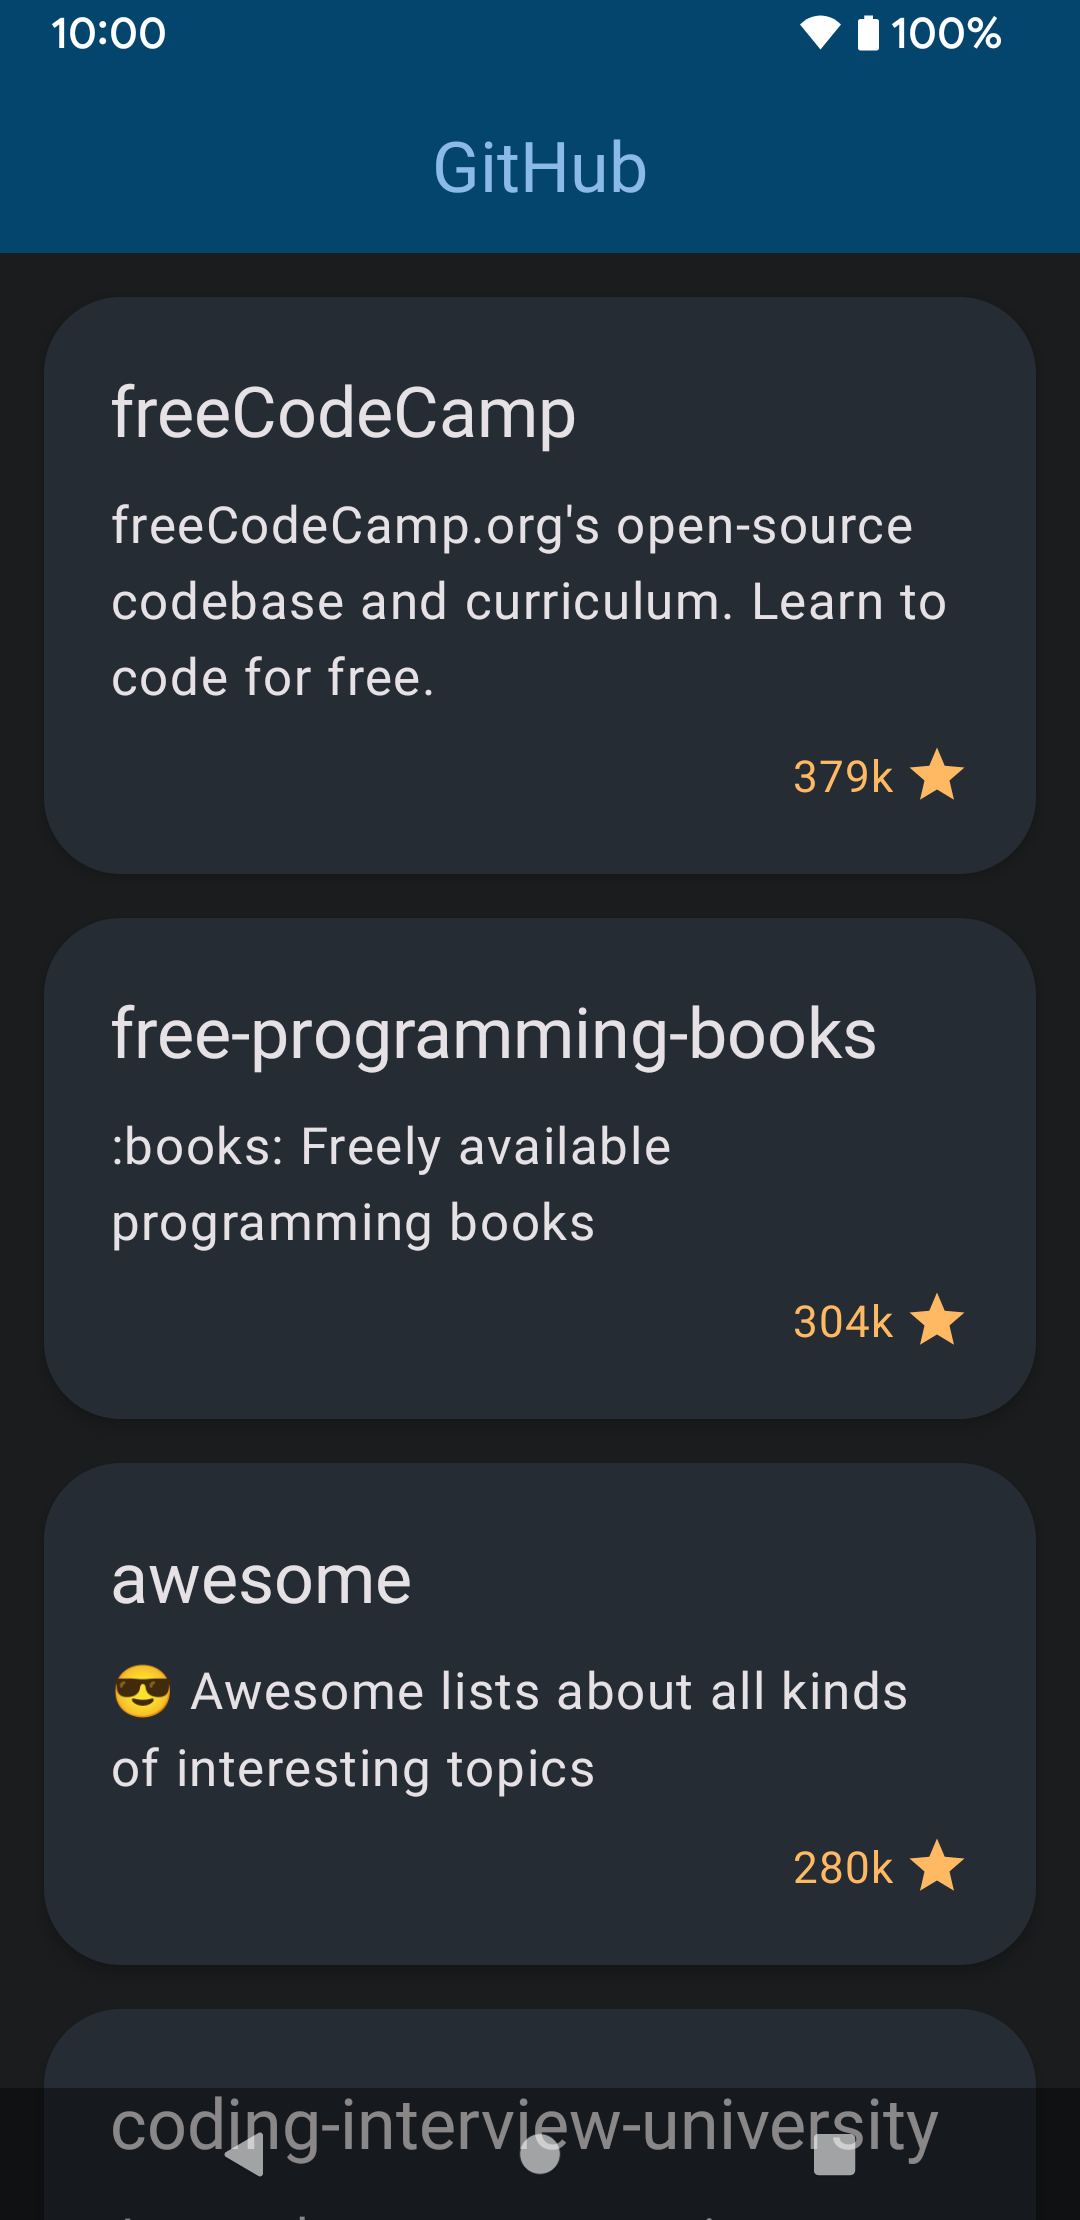 10:00 100%
GitHub
freeCodeCamp
freeCodeCamp.org's open-source
codebase and curriculum. Learn to
code for free.
379k
free-programming-books
:books: Freely available
programming books
304k
awesome
😎 Awesome lists about all kinds
of interesting topics
280k
coding-interview-university